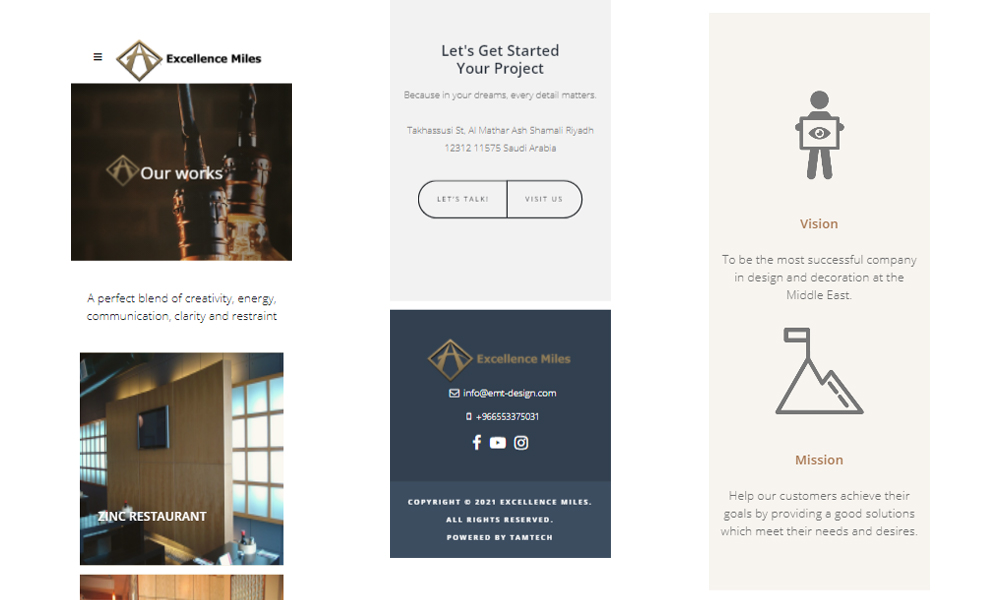 Excellence Miles
Our works
A perfect blend of creativity, energy,
communication, clarity and restraint
ZINC RESTAURANT
Let's Get Started
Your Project
Because in your dreams, every detail matters.
Takhassusi St, Al Mathar Ash Shamali Riyadh
12312 11575 Saudi Arabia
LET'S TALK!
VISIT US
Excellence Miles
info@emt-design.com
+966553375031
COPYRIGHT © 2021 EXCELLENCE MILES.
ALL RIGHTS RESERVED.
POWERED BY TAMTECH
Vision
To be the most successful company
in design and decoration at the
Middle East.
Mission
Help our customers achieve their
goals by providing a good solutions
which meet their needs and desires.